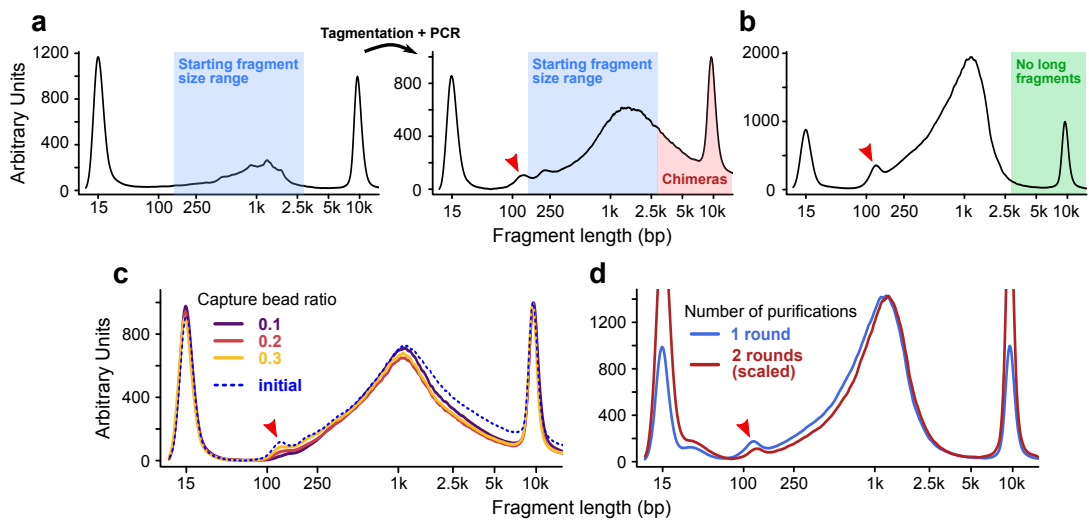 a
Tagmentation + PCR
b
Arbitrary Units
1200
800
400
200
0
Starting fragment
size range
15
100
250
1k
2.5k
5k
10k
800
400
0
Starting fragment
size range
Chimeras
15
100
250
1k
2.5k
5k
10k
2000
1000
500
0
No long
fragments
15
100
250
1k
2.5k
5k
10k
Fragment length (bp)
c
Arbitrary Units
800
400
0
Capture bead ratio
0.1
0.2
0.3
initial
15
100
250
1k
2.5k
5k
10k
Fragment length (bp)
d
1200
800
400
0
Number of purifications
1 round
2 rounds
(scaled)
15
100
250
1k
2.5k
5k
10k
Fragment length (bp)